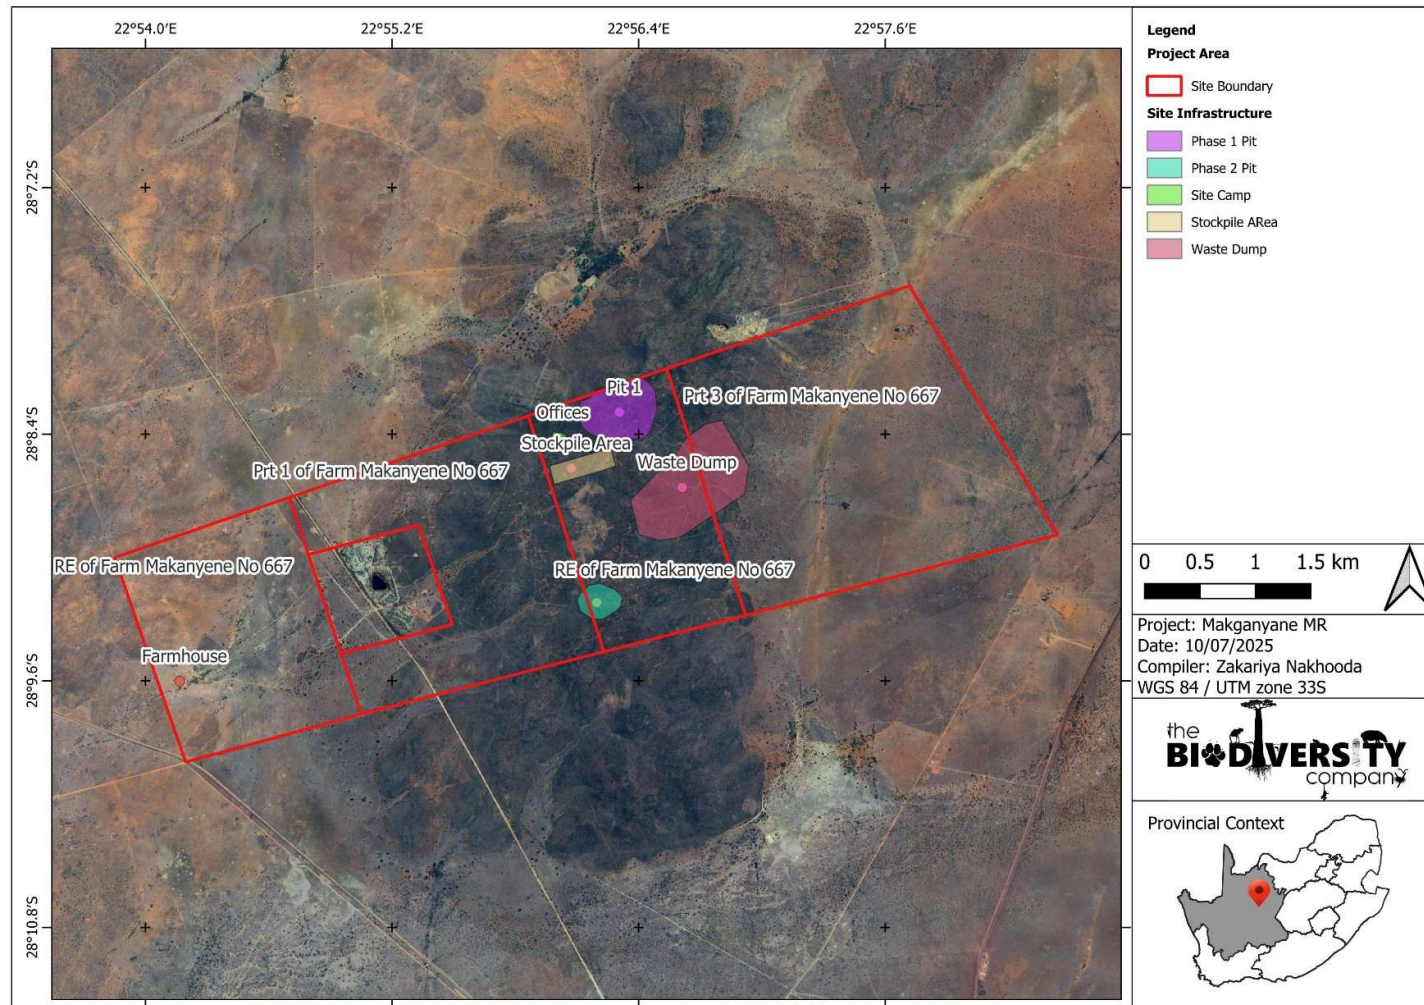 22°54.0'E 22°55.2'E 22°56.4'E 22°57.6'E
28°7.2'S
28°8.4'S
28°9.6'S
28°10.8'S
Pit 1
Prt 3 of Farm Makanyene No 667
Offices
Stockpile Area
Waste Dump
Prt 1 of Farm Makanyene No 667
RE of Farm Makanyene No 667
RE of Farm Makanyene No 667
Farmhouse
Legend
Project Area
Site Boundary
Site Infrastructure
Phase 1 Pit
Phase 2 Pit
Site Camp
Stockpile ARea
Waste Dump
0 0.5 1 1.5 km
Project: Makganyane MR
Date: 10/07/2025
Compiler: Zakariya Nakhooda
WGS 84 / UTM zone 33S
the
BIODIVERSITY
company
Provincial Context